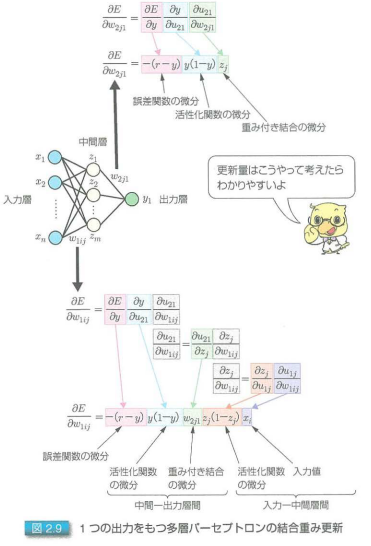 ∂E/∂w₂ⱼ₁ = ∂E/∂y ∂y/∂u₂₁ ∂u₂₁/∂w₂ⱼ₁
∂E/∂w₂ⱼ₁ = −(r−y) y(1−y) zⱼ
誤差関数の微分
活性化関数の微分
重み付き結合の微分
中間層
x₁ z₁ w₂ⱼ₁
x₂ z₂
入力層 y₁ 出力層
xₙ w₁ᵢⱼ zₘ
更新量はこうやって考えたら
わかりやすいよ
∂E/∂w₁ᵢⱼ = ∂E/∂y ∂y/∂u₂₁ ∂u₂₁/∂w₁ᵢⱼ
∂u₂₁/∂w₁ᵢⱼ = ∂u₂₁/∂zⱼ ∂zⱼ/∂w₁ᵢⱼ
∂zⱼ/∂w₁ᵢⱼ = ∂zⱼ/∂u₁ⱼ ∂u₁ⱼ/∂w₁ᵢⱼ
∂E/∂w₁ᵢⱼ = −(r−y) y(1−y) w₂ⱼ₁ zⱼ(1−zⱼ) xᵢ
誤差関数の微分
活性化関数の微分
重み付き結合の微分
活性化関数の微分
入力値
中間ー出力層間
入力ー中間層間
図 2.9 1つの出力をもつ多層パーセプトロンの結合重み更新